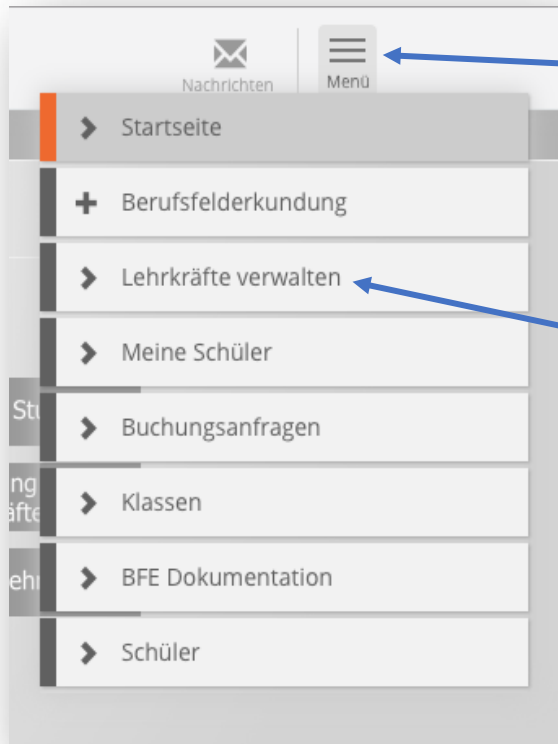 Nachrichten
Menü
Startseite
Berufsfelderkundung
Lehrkräfte verwalten
Meine Schüler
Buchungsanfragen
Klassen
BFE Dokumentation
Schüler